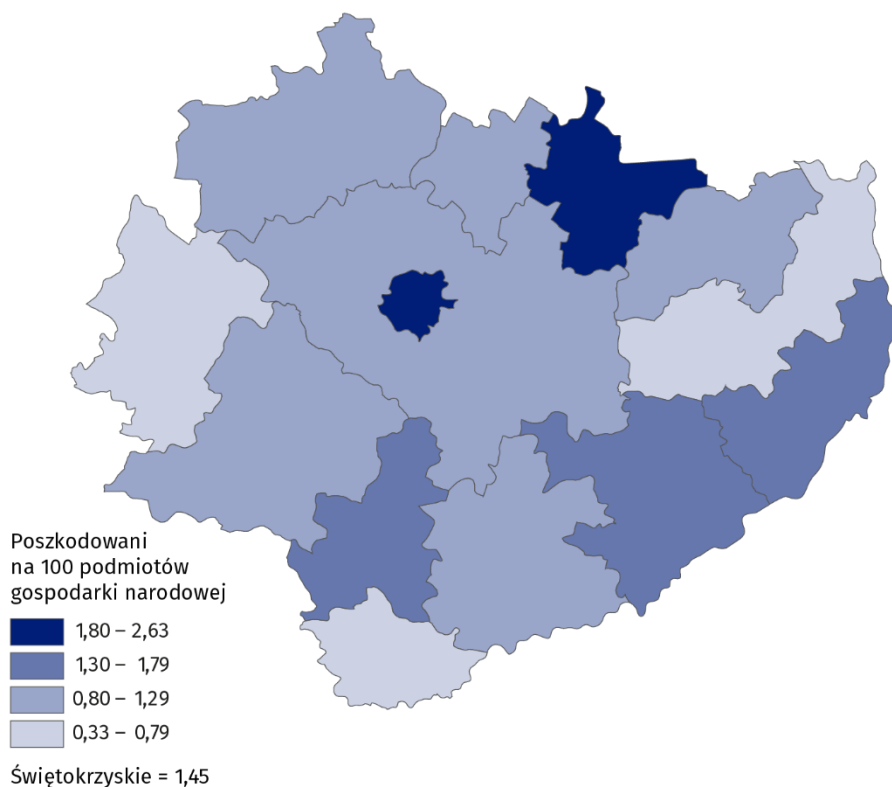 Poszkodowani
na 100 podmiotów
gospodarki narodowej
1,80 – 2,63
1,30 – 1,79
0,80 – 1,29
0,33 – 0,79
Świętokrzyskie = 1,45